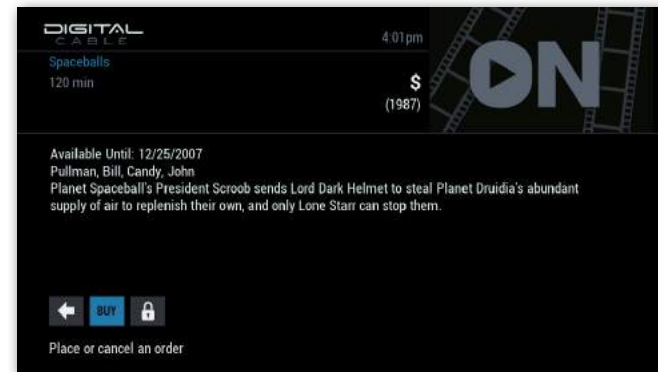 DIGITAL
CABLE
4:01pm
ON
Spaceballs
120 min
$
(1987)
Available Until: 12/25/2007
Pullman, Bill, Candy, John
Planet Spaceball's President Scroob sends Lord Dark Helmet to steal Planet Druidia's abundant
supply of air to replenish their own, and only Lone Starr can stop them.
BUY
Place or cancel an order